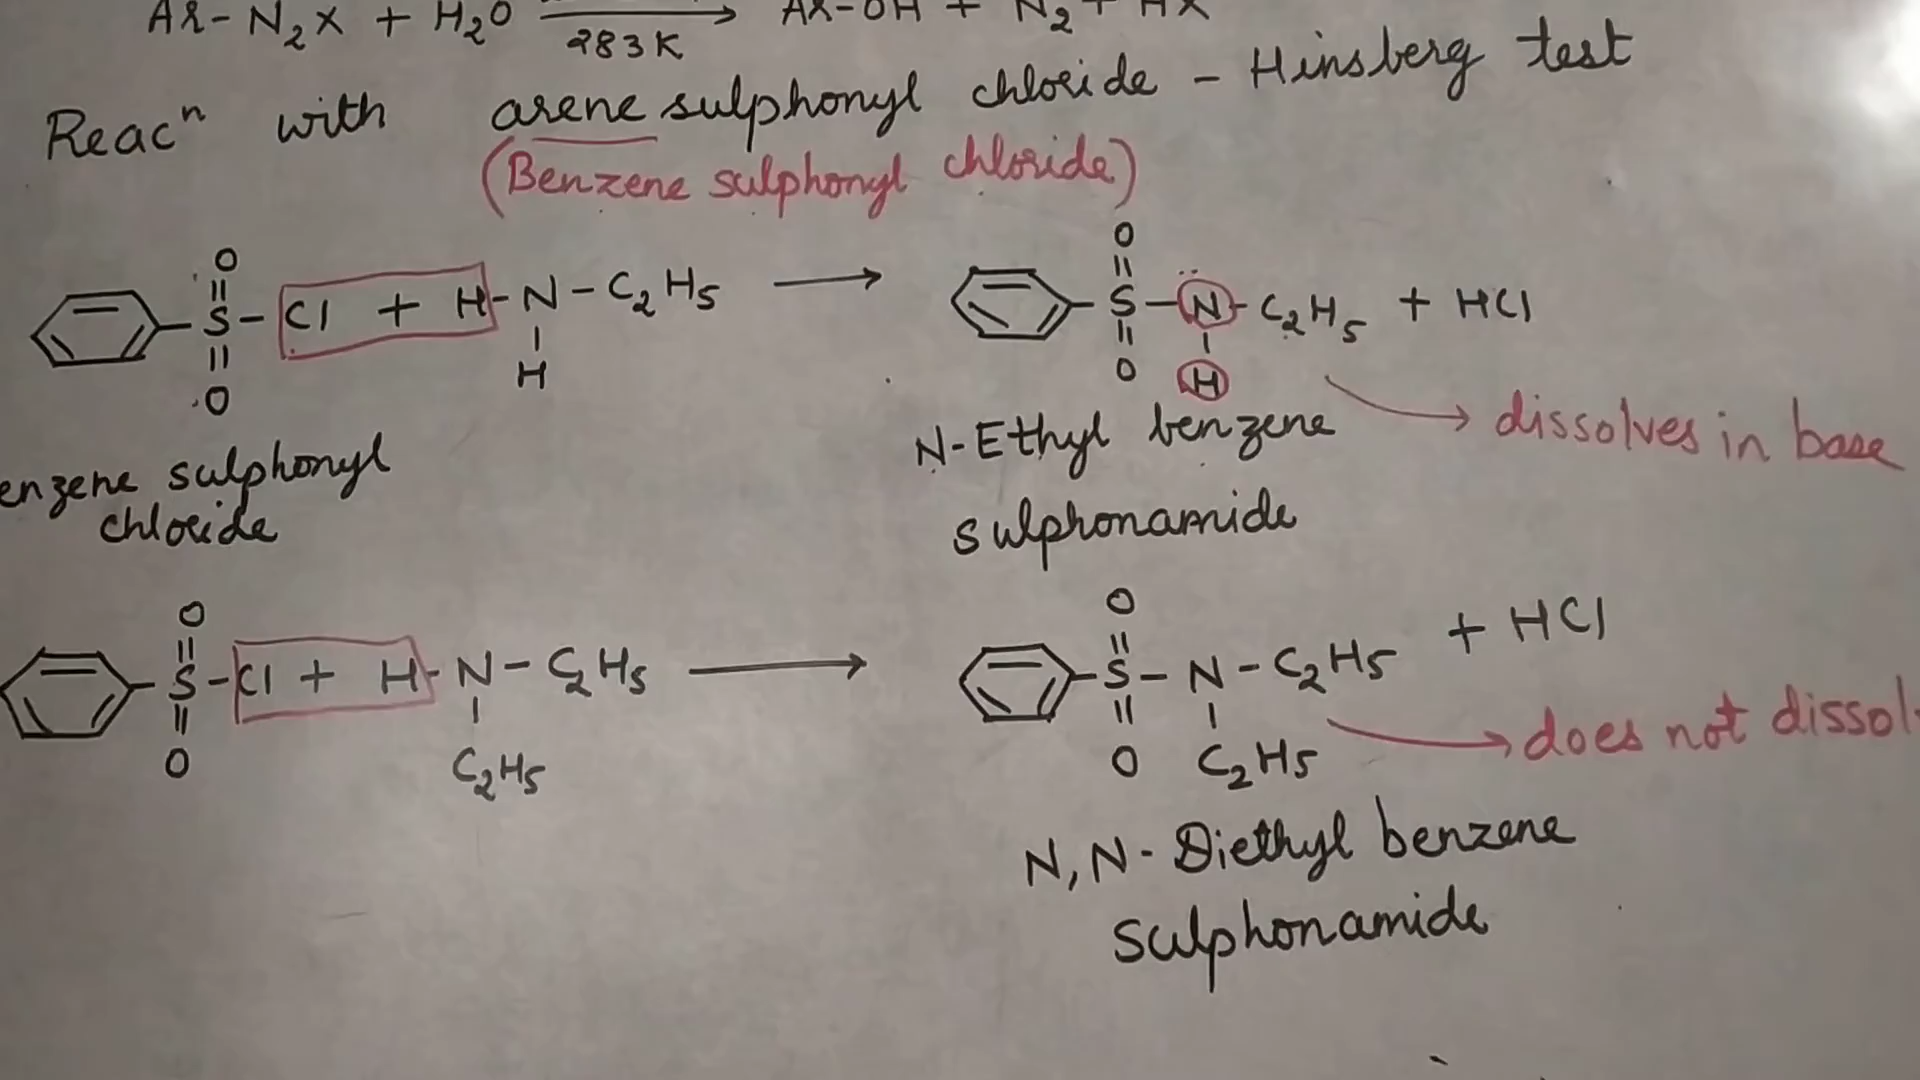 Ar-N2X + H2O 283K Ar-OH + N2 + HX
Reacⁿ with arene sulphonyl chloride - Hinsberg test
(Benzene sulphonyl chloride)
O
S-Cl + H-N-C2H5 ⟶ S-N-C2H5 + HCl
O H O H
dissolves in base
enzene sulphonyl
chloride
N-Ethyl benzene
sulphonamide
O O
S-Cl + H-N-C2H5 ⟶ S-N-C2H5 + HCl
O C2H5 O C2H5
does not dissol
N,N-Diethyl benzene
sulphonamide